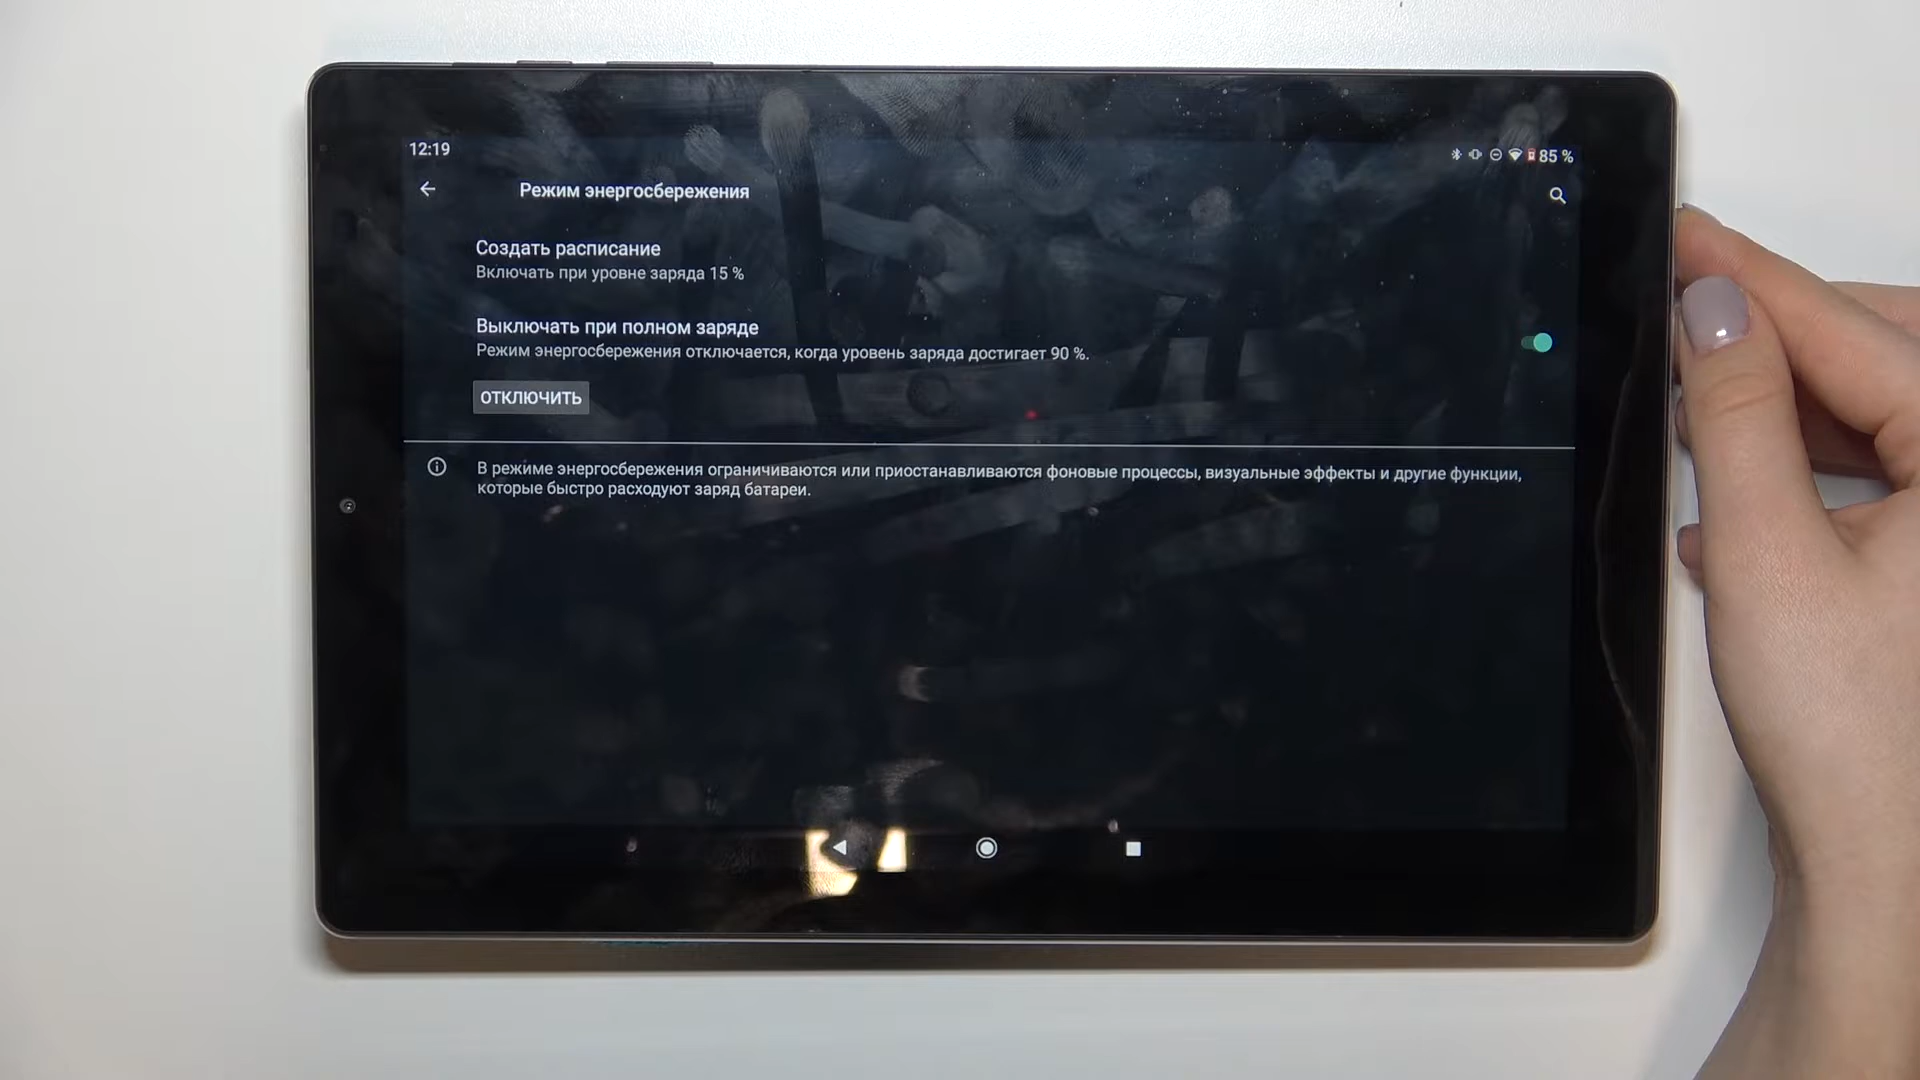 12:19
85 %
Режим энергосбережения
Создать расписание
Включать при уровне заряда 15 %
Выключать при полном заряде
Режим энергосбережения отключается, когда уровень заряда достигает 90 %.
ОТКЛЮЧИТЬ
В режиме энергосбережения ограничиваются или приостанавливаются фоновые процессы, визуальные эффекты и другие функции,
которые быстро расходуют заряд батареи.